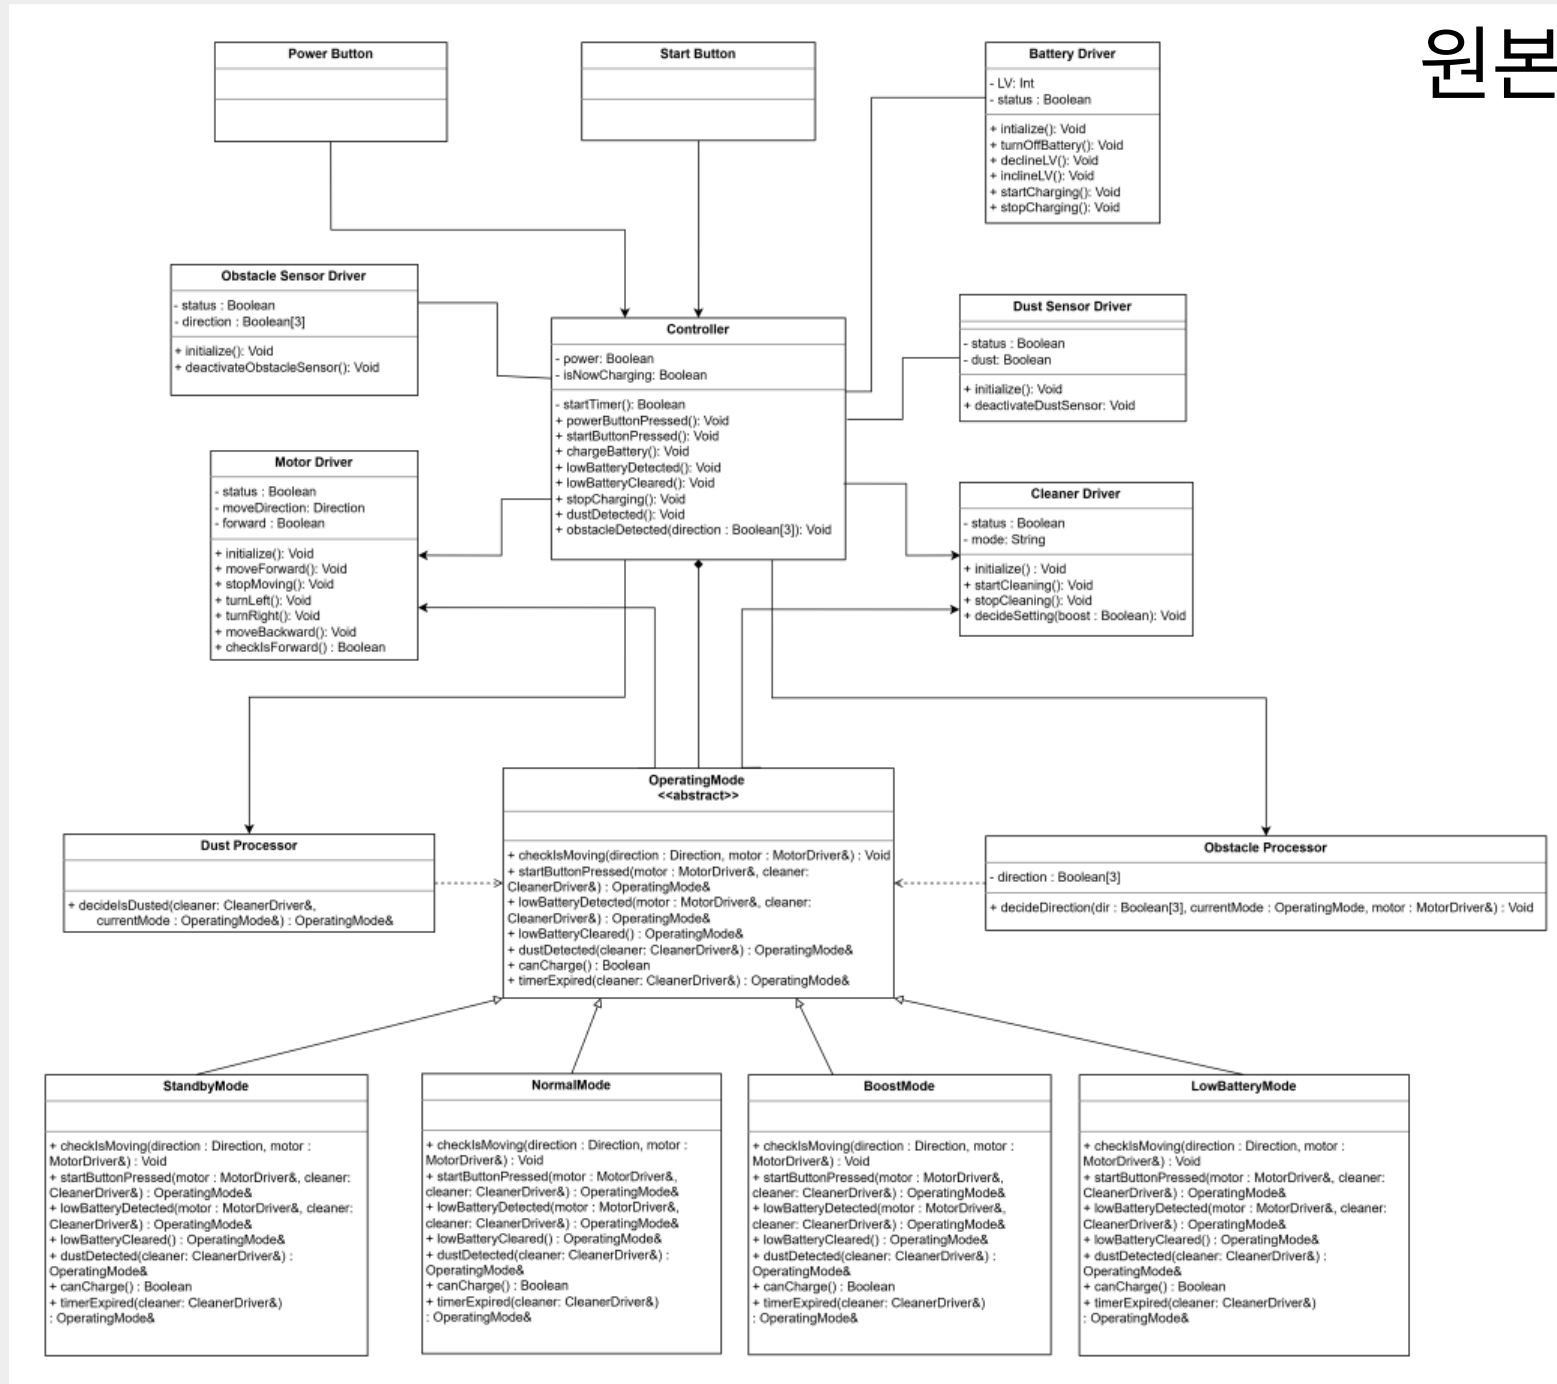 원본
Power Button
Start Button
Battery Driver
- LV: Int
- status : Boolean
+ intialize(): Void
+ turnOffBattery(): Void
+ declineLV(): Void
+ inclineLV(): Void
+ startCharging(): Void
+ stopCharging(): Void
Obstacle Sensor Driver
- status : Boolean
- direction : Boolean[3]
+ initialize(): Void
+ deactivateObstacleSensor(): Void
Controller
- power: Boolean
- isNowCharging: Boolean
- startTimer(): Boolean
+ powerButtonPressed(): Void
+ startButtonPressed(): Void
+ chargeBattery(): Void
+ lowBatteryDetected(): Void
+ lowBatteryCleared(): Void
+ stopCharging(): Void
+ dustDetected(): Void
+ obstacleDetected(direction : Boolean[3]): Void
Dust Sensor Driver
- status : Boolean
- dust: Boolean
+ initialize(): Void
+ deactivateDustSensor: Void
Motor Driver
- status : Boolean
- moveDirection: Direction
- forward : Boolean
+ initialize(): Void
+ moveForward(): Void
+ stopMoving(): Void
+ turnLeft(): Void
+ turnRight(): Void
+ moveBackward(): Void
+ checkIsForward() : Boolean
Cleaner Driver
- status : Boolean
- mode: String
+ initialize() : Void
+ startCleaning(): Void
+ stopCleaning(): Void
+ decideSetting(boost : Boolean): Void
OperatingMode
<<abstract>>
+ checkIsMoving(direction : Direction, motor : MotorDriver&) : Void
+ startButtonPressed(motor : MotorDriver&, cleaner:
CleanerDriver&) : OperatingMode&
+ lowBatteryDetected(motor : MotorDriver&, cleaner:
CleanerDriver&) : OperatingMode&
+ lowBatteryCleared() : OperatingMode&
+ dustDetected(cleaner: CleanerDriver&) : OperatingMode&
+ canCharge() : Boolean
+ timerExpired(cleaner: CleanerDriver&) : OperatingMode&
Dust Processor
+ decideIsDusted(cleaner: CleanerDriver&,
currentMode : OperatingMode&) : OperatingMode&
Obstacle Processor
- direction : Boolean[3]
+ decideDirection(dir : Boolean[3], currentMode : OperatingMode, motor : MotorDriver&) : Void
StandbyMode
+ checkIsMoving(direction : Direction, motor :
MotorDriver&) : Void
+ startButtonPressed(motor : MotorDriver&, cleaner:
CleanerDriver&) : OperatingMode&
+ lowBatteryDetected(motor : MotorDriver&, cleaner:
CleanerDriver&) : OperatingMode&
+ lowBatteryCleared() : OperatingMode&
+ dustDetected(cleaner: CleanerDriver&) :
OperatingMode&
+ canCharge() : Boolean
+ timerExpired(cleaner: CleanerDriver&)
: OperatingMode&
NormalMode
+ checkIsMoving(direction : Direction, motor :
MotorDriver&) : Void
+ startButtonPressed(motor : MotorDriver&,
cleaner: CleanerDriver&) : OperatingMode&
+ lowBatteryDetected(motor : MotorDriver&,
cleaner: CleanerDriver&) : OperatingMode&
+ lowBatteryCleared() : OperatingMode&
+ dustDetected(cleaner: CleanerDriver&) :
OperatingMode&
+ canCharge() : Boolean
+ timerExpired(cleaner: CleanerDriver&)
: OperatingMode&
BoostMode
+ checkIsMoving(direction : Direction, motor :
MotorDriver&) : Void
+ startButtonPressed(motor : MotorDriver&,
cleaner: CleanerDriver&) : OperatingMode&
+ lowBatteryDetected(motor : MotorDriver&,
cleaner: CleanerDriver&) : OperatingMode&
+ lowBatteryCleared() : OperatingMode&
+ dustDetected(cleaner: CleanerDriver&) :
OperatingMode&
+ canCharge() : Boolean
+ timerExpired(cleaner: CleanerDriver&)
: OperatingMode&
LowBatteryMode
+ checkIsMoving(direction : Direction, motor :
MotorDriver&) : Void
+ startButtonPressed(motor : MotorDriver&, cleaner:
CleanerDriver&) : OperatingMode&
+ lowBatteryDetected(motor : MotorDriver&, cleaner:
CleanerDriver&) : OperatingMode&
+ lowBatteryCleared() : OperatingMode&
+ dustDetected(cleaner: CleanerDriver&) :
OperatingMode&
+ canCharge() : Boolean
+ timerExpired(cleaner: CleanerDriver&)
: OperatingMode&